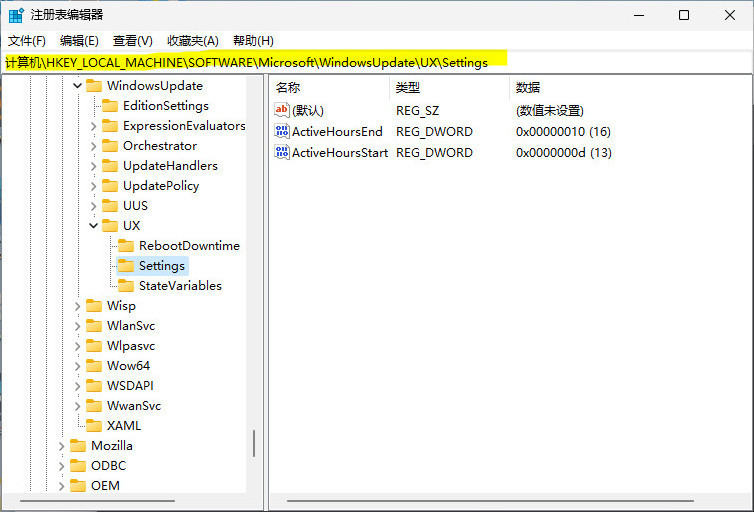 注册表编辑器
文件(F) 编辑(E) 查看(V) 收藏夹(A) 帮助(H)
计算机\HKEY_LOCAL_MACHINE\SOFTWARE\Microsoft\WindowsUpdate\UX\Settings
WindowsUpdate
EditionSettings
ExpressionEvaluators
Orchestrator
UpdateHandlers
UpdatePolicy
UUS
UX
RebootDowntime
Settings
StateVariables
Wisp
WlanSvc
Wlpasvc
Wow64
WSDAPI
WwanSvc
XAML
Mozilla
ODBC
OEM
名称 类型 数据
(默认) REG_SZ (数值未设置)
ActiveHoursEnd REG_DWORD 0x00000010 (16)
ActiveHoursStart REG_DWORD 0x0000000d (13)